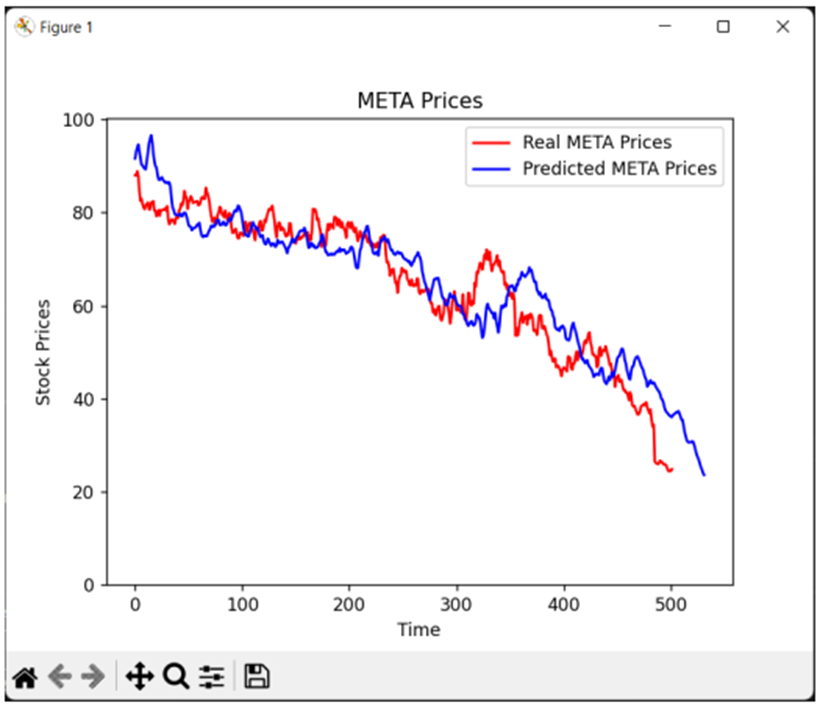 Figure 1
META Prices
Real META Prices
Predicted META Prices
100
80
60
40
20
0
Stock Prices
0 100 200 300 400 500
Time